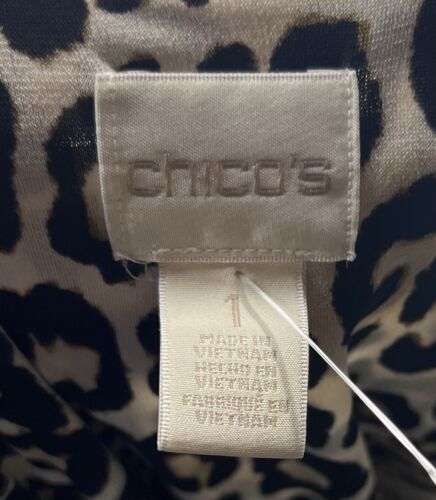 chico's
1
MADE IN
VIETNAM
HECHO EN
VIETNAM
FABRIQUÉ EN
VIETNAM